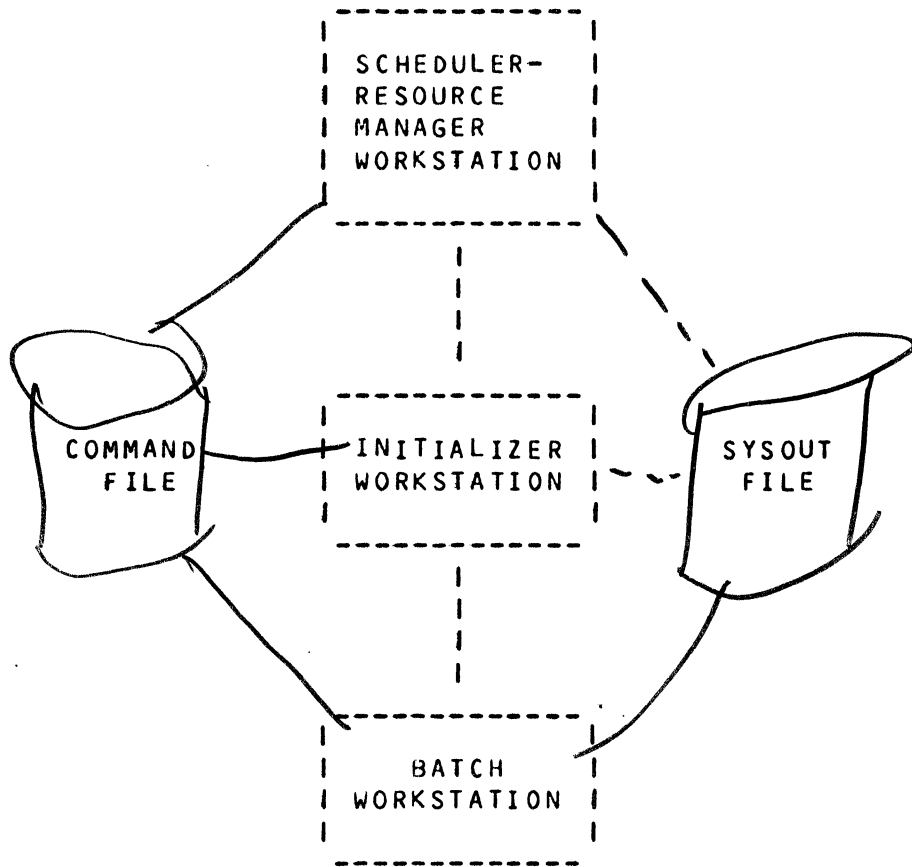 SCHEDULER-
RESOURCE
MANAGER
WORKSTATION
COMMAND
FILE
INITIALIZER
WORKSTATION
SYSOUT
FILE
BATCH
WORKSTATION